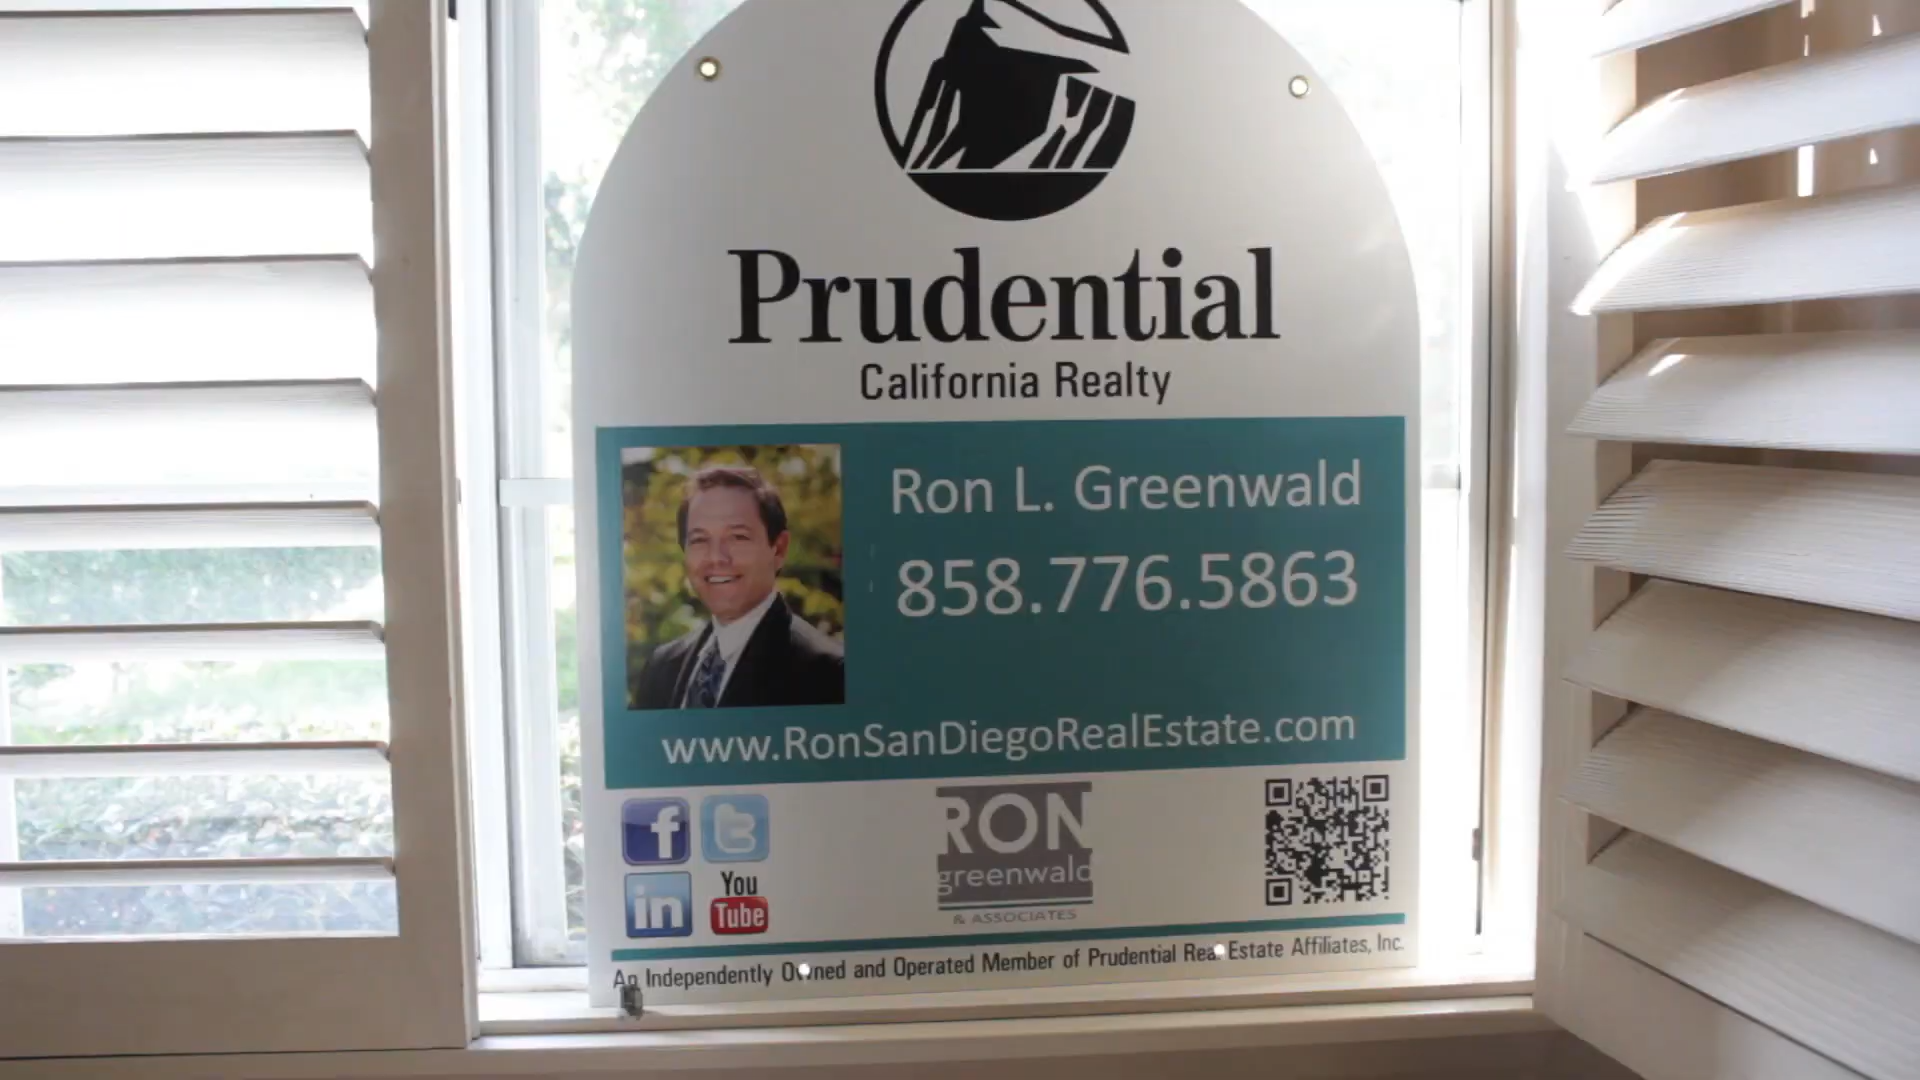 Prudential
California Realty
Ron L. Greenwald
858.776.5863
www.RonSanDiegoRealEstate.com
f
t
in
You
Tube
RON
greenwald
& ASSOCIATES
An Independently Owned and Operated Member of Prudential Real Estate Affiliates, Inc.